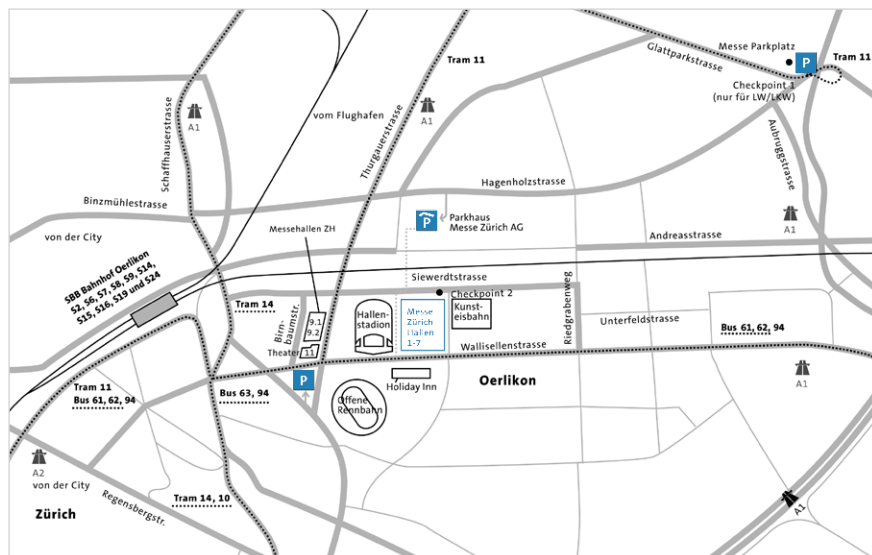 Messe Parkplatz
P
Glattparkstrasse
Tram 11
Tram 11
Checkpoint 1
(nur für LW/LKW)
A1
vom Flughafen
A1
Schaffhauserstrasse
Thurgauerstrasse
Aubruggstrasse
Hagenholzstrasse
Binzmühlestrasse
P
Parkhaus
Messe Zürich AG
A1
Messehallen ZH
von der City
Andreasstrasse
SBB Bahnhof Oerlikon
S2, S6, S7, S8, S9, S14,
S15, S16, S19 und S24
Siewerdtstrasse
Checkpoint 2
Tram 14
Birn-
baumstr.
9.1
9.2
Hallen-
stadion
Messe
Zürich
Hallen
1-7
Kunst-
eisbahn
Riedgrabenweg
Unterfeldstrasse
Bus 61, 62, 94
Theater
11
Wallisellenstrasse
A1
P
Holiday Inn
Oerlikon
Tram 11
Bus 61, 62, 94
Bus 63, 94
Offene
Rennbahn
A2
von der City
Regensbergstr.
Tram 14, 10
Zürich
A1